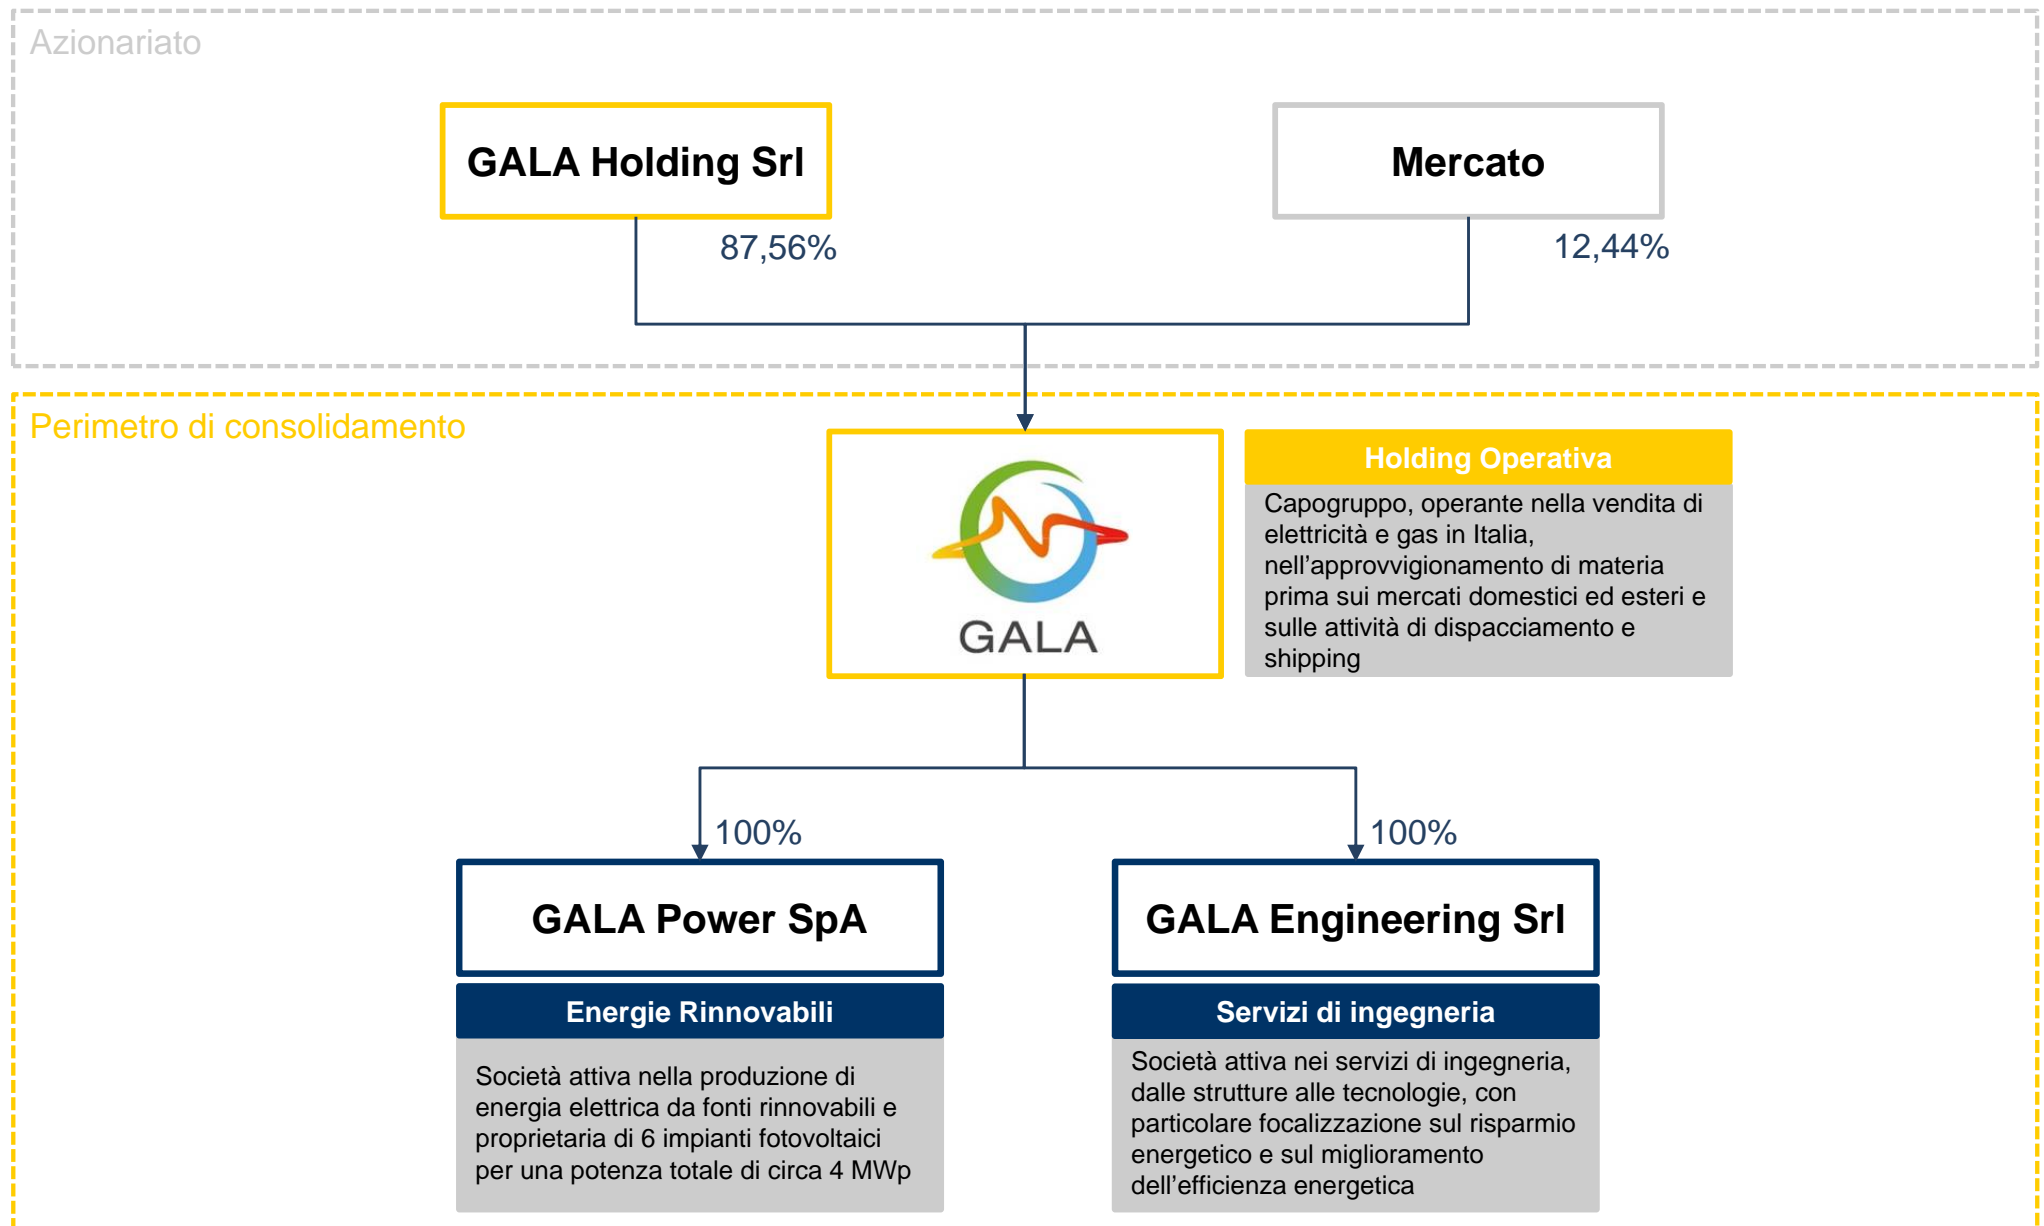 Azionariato
GALA Holding Srl
Mercato
87,56%
12,44%
Perimetro di consolidamento
GALA
Holding Operativa
Capogruppo, operante nella vendita di
elettricità e gas in Italia,
nell’approvvigionamento di materia
prima sui mercati domestici ed esteri e
sulle attività di dispacciamento e
shipping
100%
100%
GALA Power SpA
Energie Rinnovabili
Società attiva nella produzione di
energia elettrica da fonti rinnovabili e
proprietaria di 6 impianti fotovoltaici
per una potenza totale di circa 4 MWp
GALA Engineering Srl
Servizi di ingegneria
Società attiva nei servizi di ingegneria,
dalle strutture alle tecnologie, con
particolare focalizzazione sul risparmio
energetico e sul miglioramento
dell’efficienza energetica